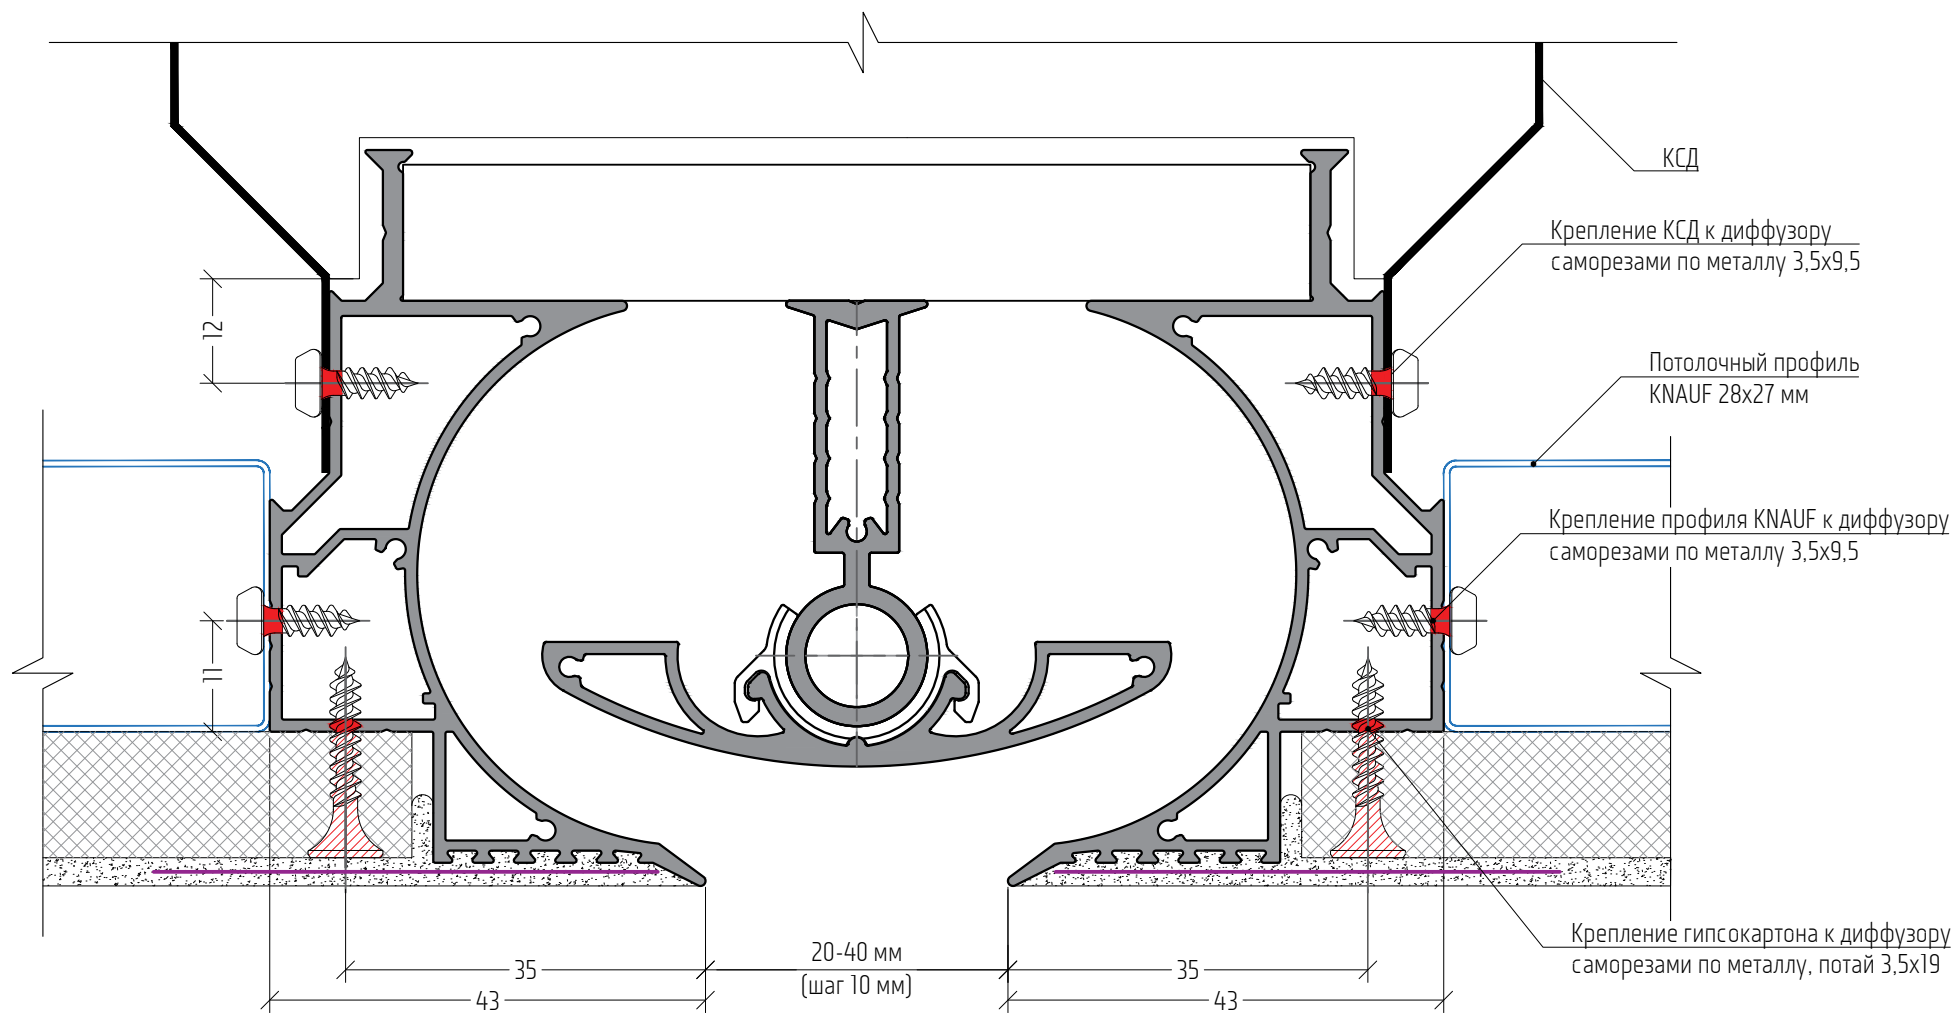 КСД
Крепление КСД к диффузору
саморезами по металлу 3,5х9,5
12
Потолочный профиль
KNAUF 28х27 мм
Крепление профиля KNAUF к диффузору
саморезами по металлу 3,5х9,5
11
Крепление гипсокартона к диффузору
саморезами по металлу, потай 3,5х19
20-40 мм
(шаг 10 мм)
35
35
43
43